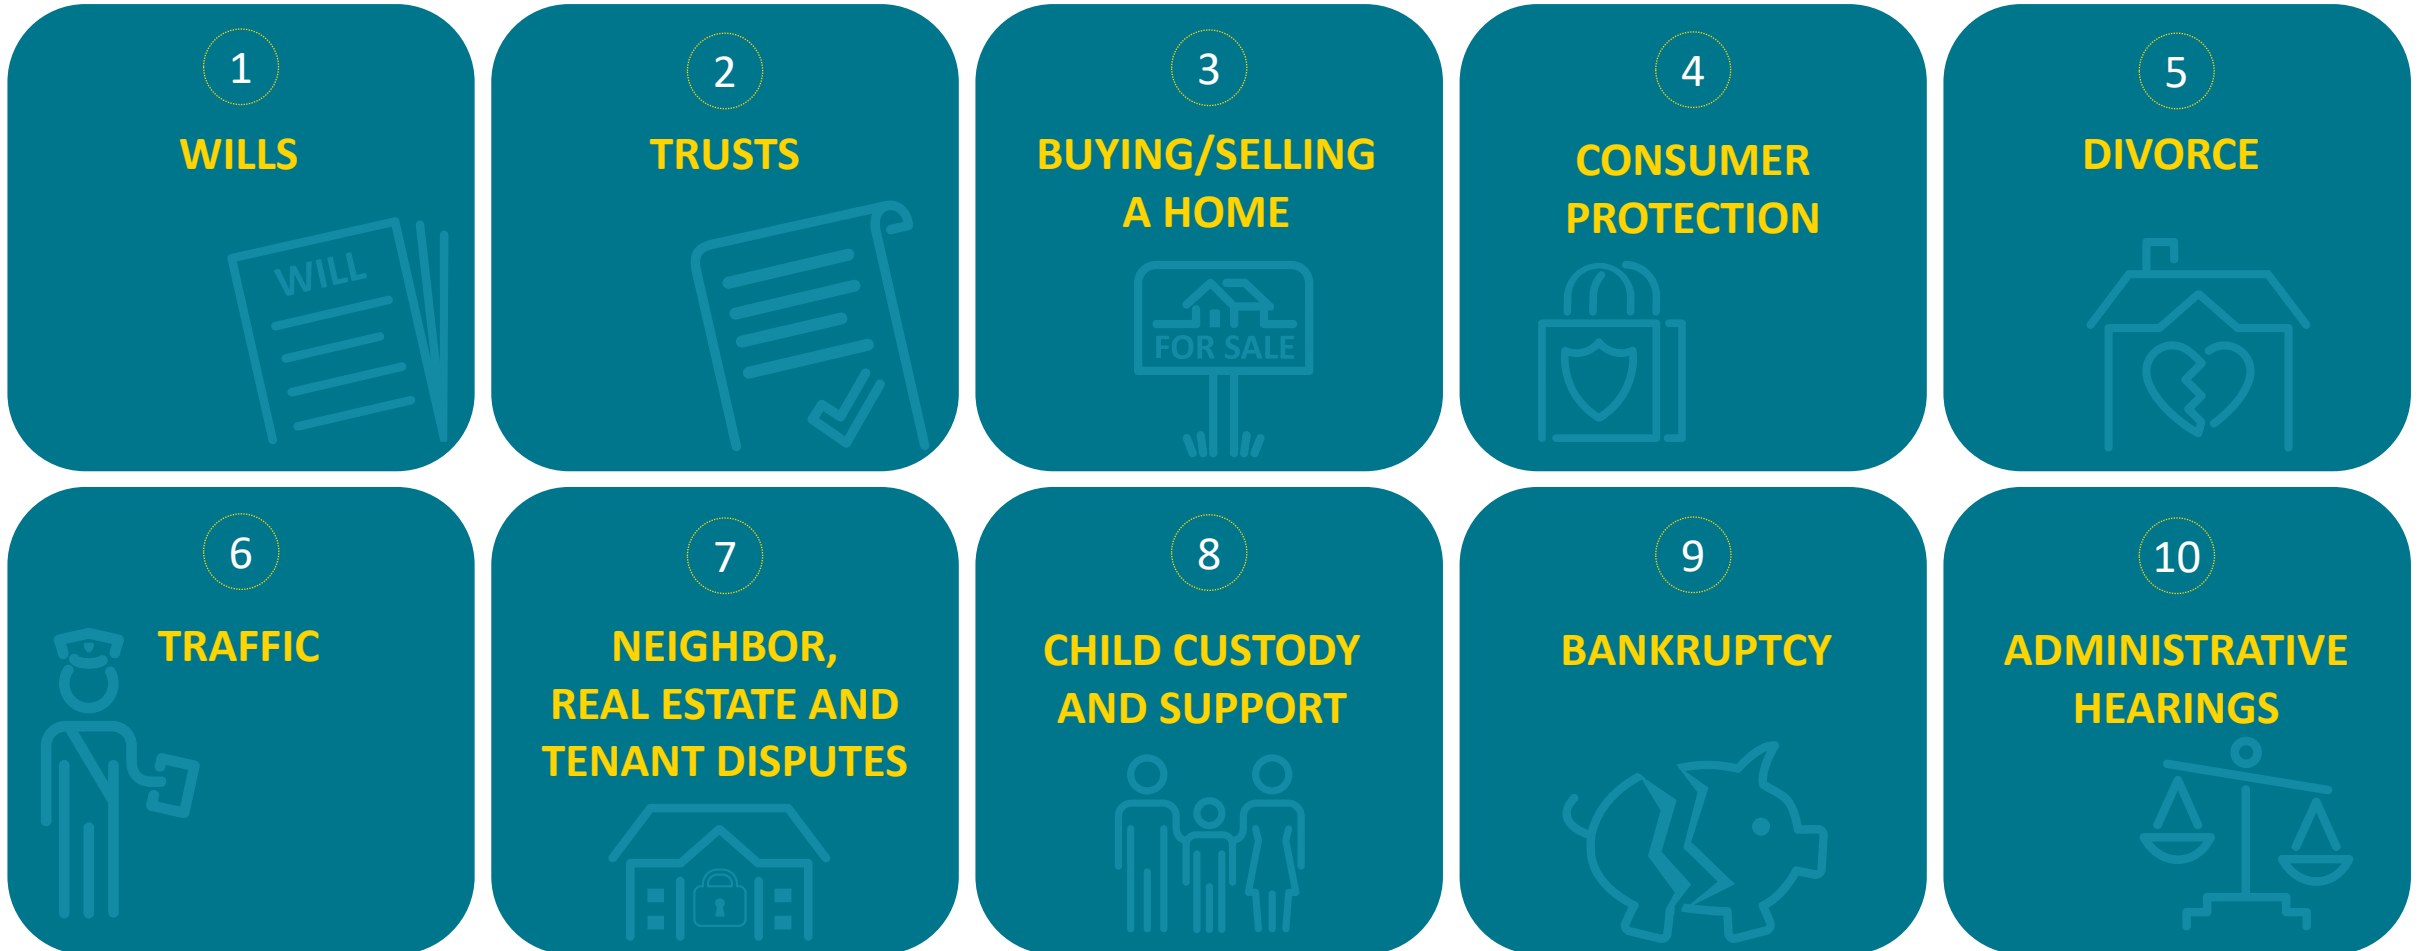 1
WILLS
WILL
2
TRUSTS
3
BUYING/SELLING
A HOME
FOR SALE
4
CONSUMER
PROTECTION
5
DIVORCE
6
TRAFFIC
7
NEIGHBOR,
REAL ESTATE AND
TENANT DISPUTES
8
CHILD CUSTODY
AND SUPPORT
9
BANKRUPTCY
10
ADMINISTRATIVE
HEARINGS